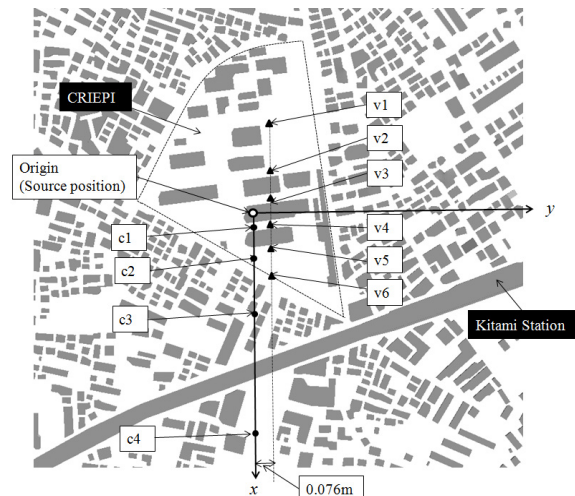 CRIEPI
v1
v2
Origin
(Source position)
v3
y
c1
v4
c2
v5
v6
c3
Kitami Station
c4
x
0.076m